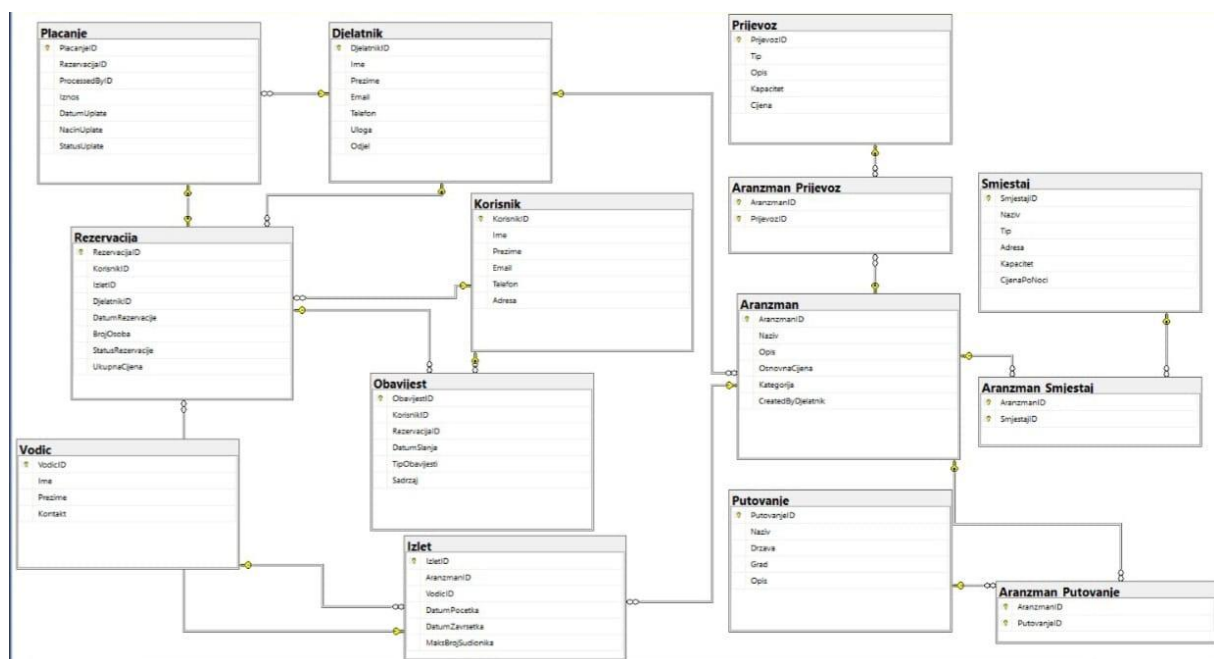 Placanje
PlacanjeID
RezervacijaID
ProcessedByID
Iznos
DatumUplate
NacinUplate
StatusUplate
Djelatnik
DjelatnikID
Ime
Prezime
Email
Telefon
Uloga
Odjel
Prijevoz
PrijevozID
Tip
Opis
Kapacitet
Cijena
Aranzman_Prijevoz
AranzmanID
PrijevozID
Smjestaj
SmjestajID
Naziv
Tip
Adresa
Kapacitet
CijenaPoNoci
Korisnik
KorisnikID
Ime
Prezime
Email
Telefon
Adresa
Rezervacija
RezervacijaID
KorisnikID
IzletID
DjelatnikID
DatumRezervacije
BrojOsoba
StatusRezervacije
UkupnaCijena
Aranzman
AranzmanID
Naziv
Opis
OsnovnaCijena
Kategorija
CreatedByDjelatnik
Obavijest
ObavijestID
KorisnikID
RazervacijaID
DatumSlanja
TipObavijesti
Sadrzaj
Aranzman_Smjestaj
AranzmanID
SmjestajID
Vodic
VodicID
Ime
Prezime
Kontakt
Putovanje
PutovanjeID
Naziv
Drzava
Grad
Opis
Izlet
IzletID
AranzmanID
VodicID
DatumPocetka
DatumZavrsetka
MaksBrojSudionika
Aranzman_Putovanje
AranzmanID
PutovanjeID